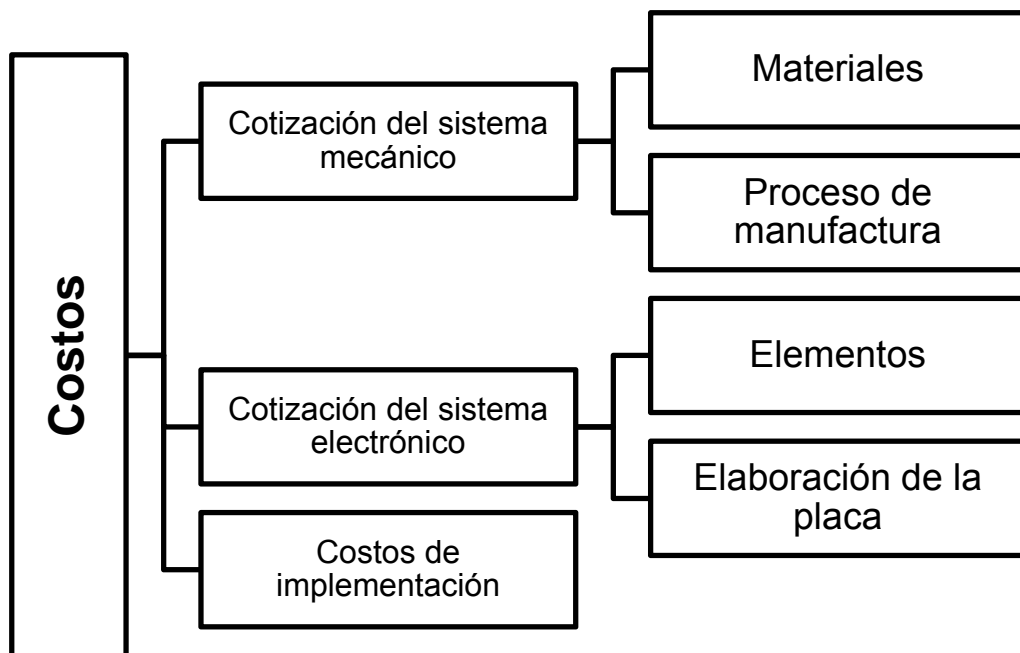 Costos
Cotización del sistema
mecánico
Materiales
Proceso de
manufactura
Cotización del sistema
electrónico
Elementos
Elaboración de la
placa
Costos de
implementación